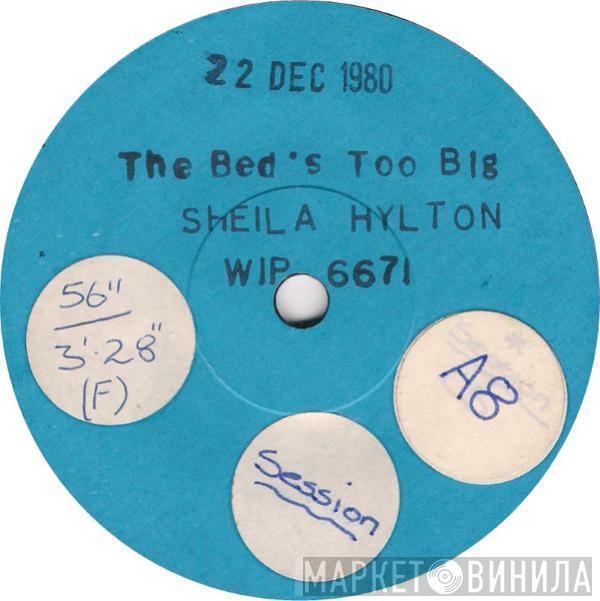 22 DEC 1980
The Bed's Too Big
SHEILA HYLTON
WIP 6671
56"
3'·28"
(F)
*
A8
Session
МАРКЕТ ВИНИЛА